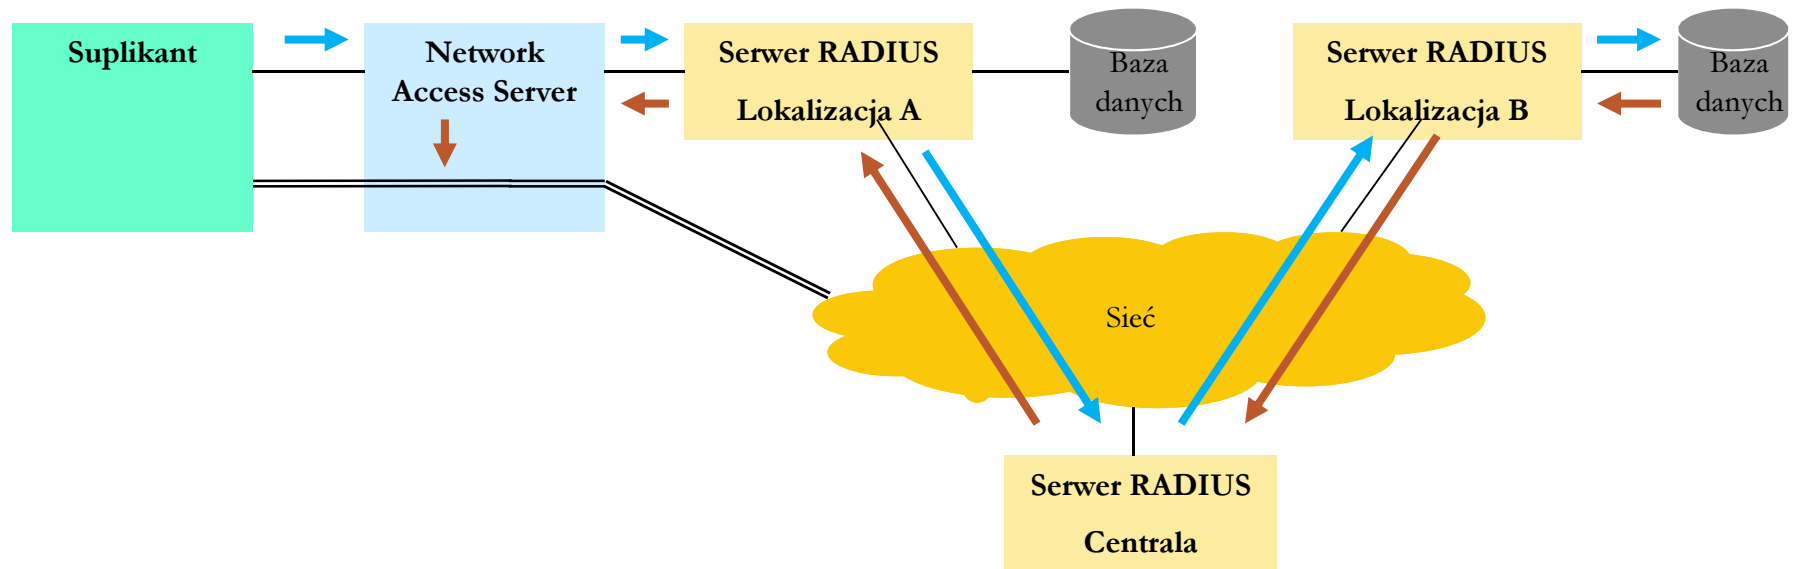 Suplikant
Network
Access Server
Serwer RADIUS
Lokalizacja A
Baza
danych
Serwer RADIUS
Lokalizacja B
Baza
danych
Sieć
Serwer RADIUS
Centrala